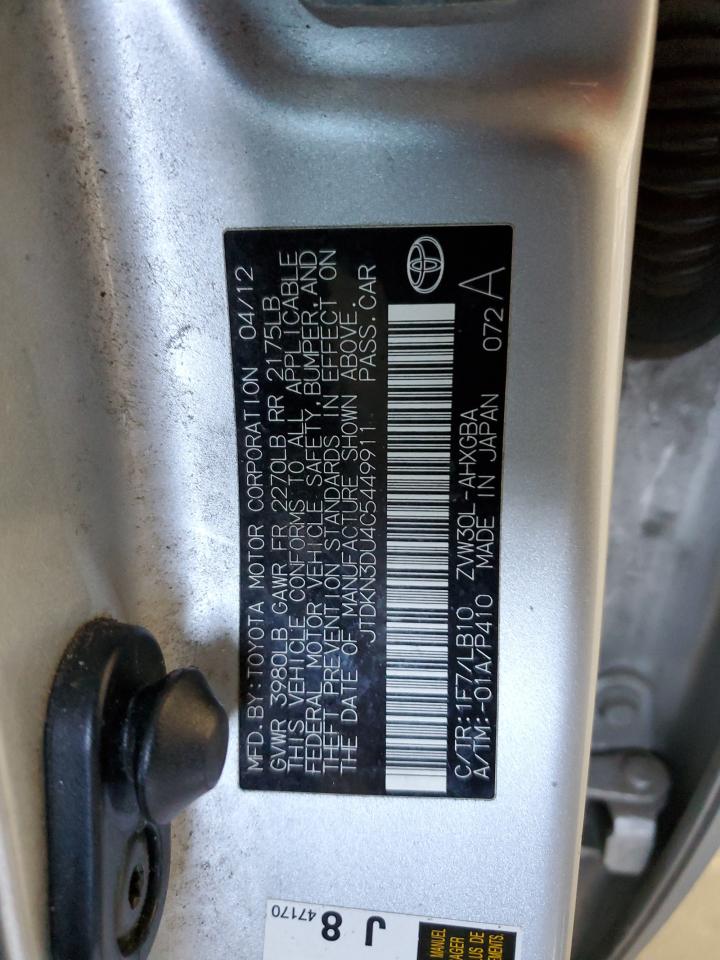 MFD. BY: TOYOTA MOTOR CORPORATION 04/12
GVWR 3980LB GAWR FR 2270LB RR 2175LB
THIS VEHICLE CONFORMS TO ALL APPLICABLE
FEDERAL MOTOR VEHICLE SAFETY, BUMPER, AND
THEFT PREVENTION STANDARDS IN EFFECT ON
THE DATE OF MANUFACTURE SHOWN ABOVE.
JTDKN3DU4C5449911 PASS. CAR
C/TR: 1F7/LB10 ZVW30L-AHXGBA
A/TM: -01A/P410 MADE IN JAPAN 072 A
47170
J 8
MANUEL